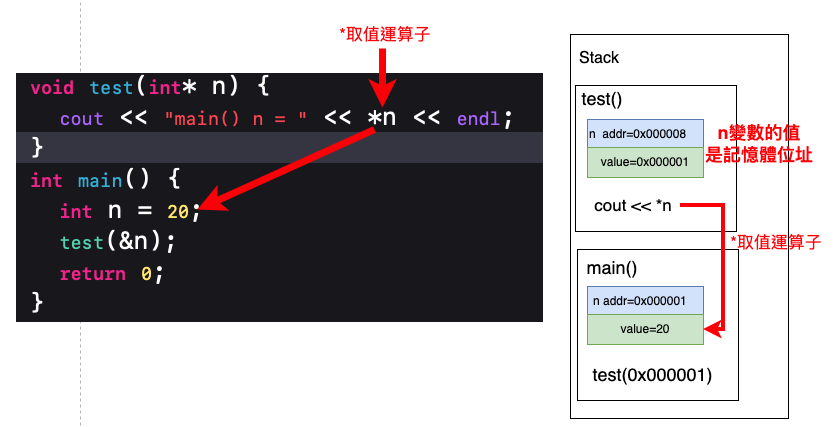 *取值運算子
void test(int* n) {
cout << "main() n = " << *n << endl;
}
int main() {
int n = 20;
test(&n);
return 0;
}
Stack
test()
n addr=0x000008
value=0x000001
n變數的值
是記憶體位址
cout << *n
*取值運算子
main()
n addr=0x000001
value=20
test(0x000001)